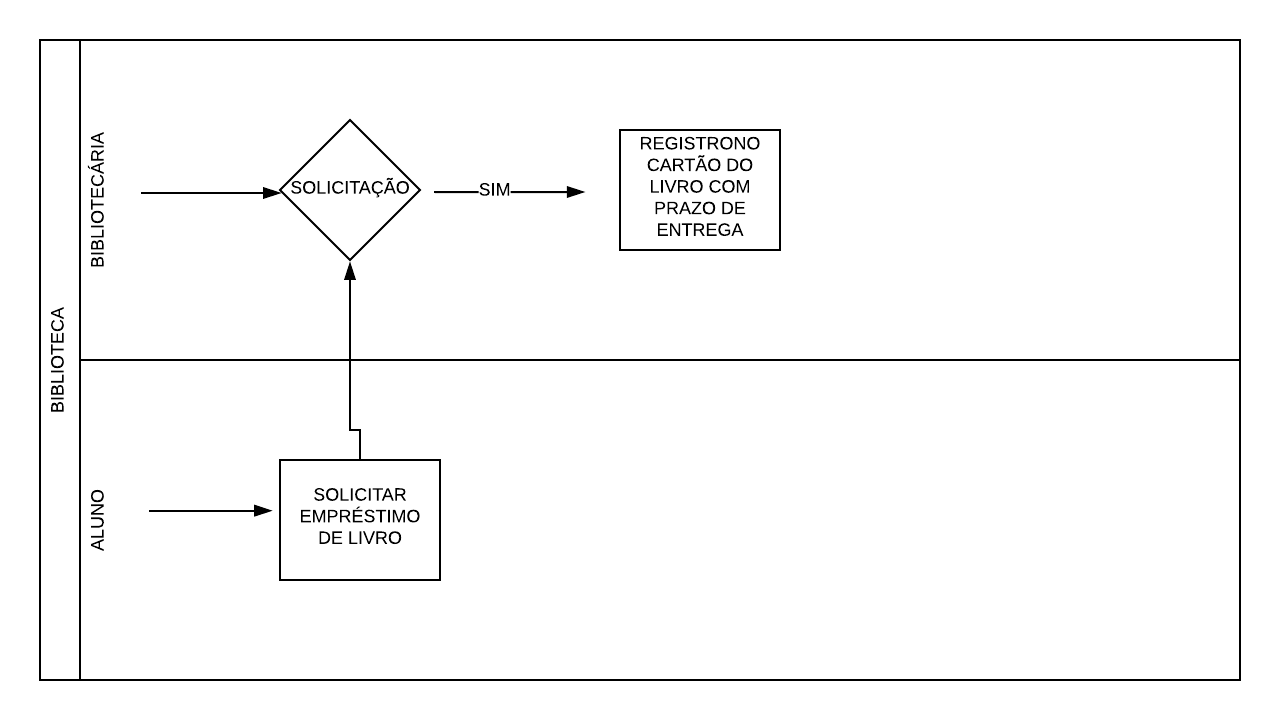 BIBLIOTECA
BIBLIOTECÁRIA
SOLICITAÇÃO
SIM
REGISTRONO
CARTÃO DO
LIVRO COM
PRAZO DE
ENTREGA
ALUNO
SOLICITAR
EMPRÉSTIMO
DE LIVRO